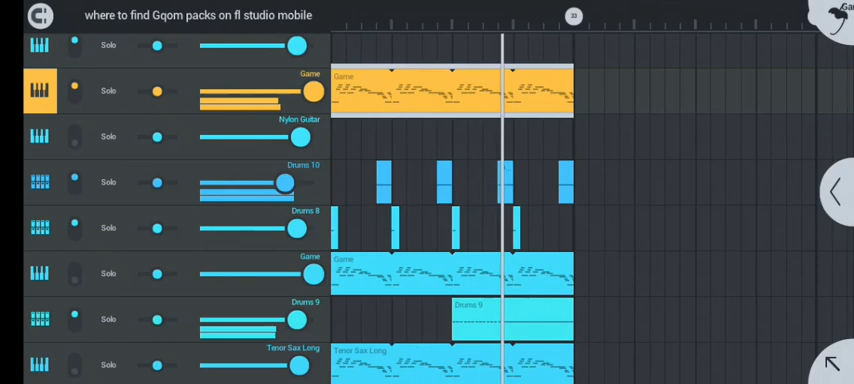 where to find Gqom packs on fl studio mobile
33
Solo
Game
Solo
Game
Nylon Guitar
Solo
Drums 10
Solo
Drums 8
Solo
Game
Solo
Game
Drums 9
Solo
Drums 9
Tenor Sax Long
Solo
Tenor Sax Long